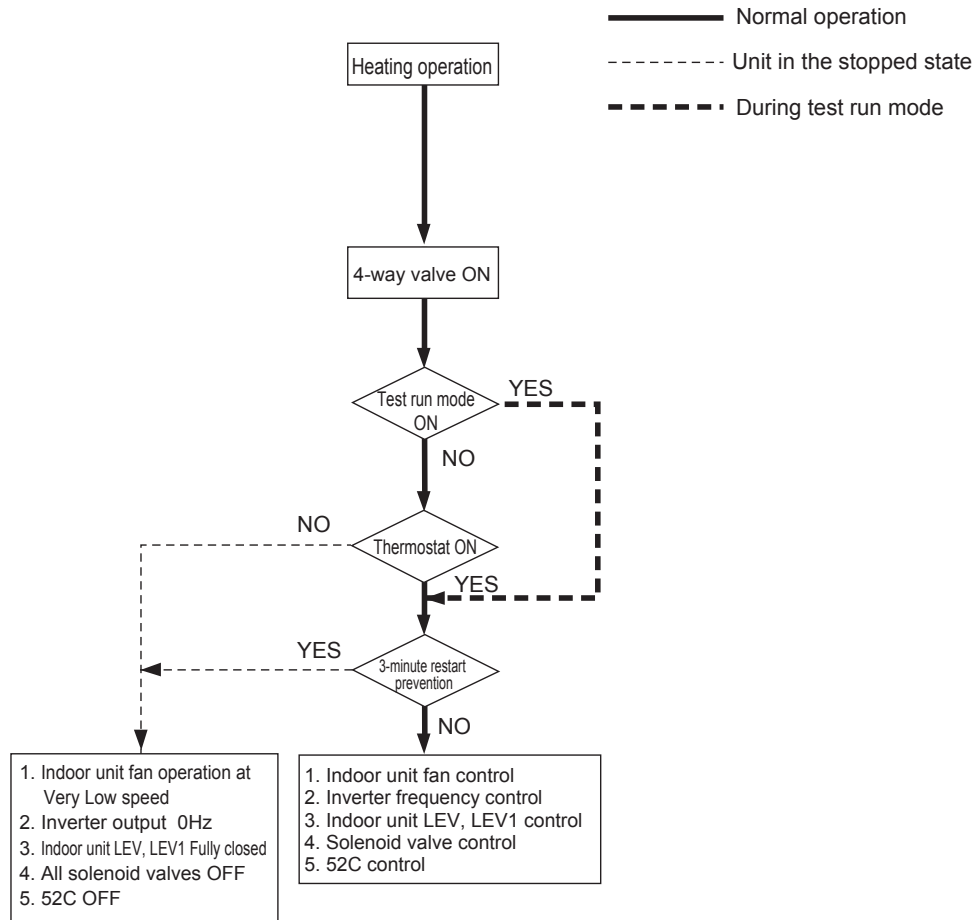 Normal operation
Unit in the stopped state
During test run mode
Heating operation
4-way valve ON
Test run mode
ON
YES
NO
NO
Thermostat ON
YES
YES
3-minute restart
prevention
NO
1. Indoor unit fan operation at
Very Low speed
2. Inverter output 0Hz
3. Indoor unit LEV, LEV1 Fully closed
4. All solenoid valves OFF
5. 52C OFF
1. Indoor unit fan control
2. Inverter frequency control
3. Indoor unit LEV, LEV1 control
4. Solenoid valve control
5. 52C control